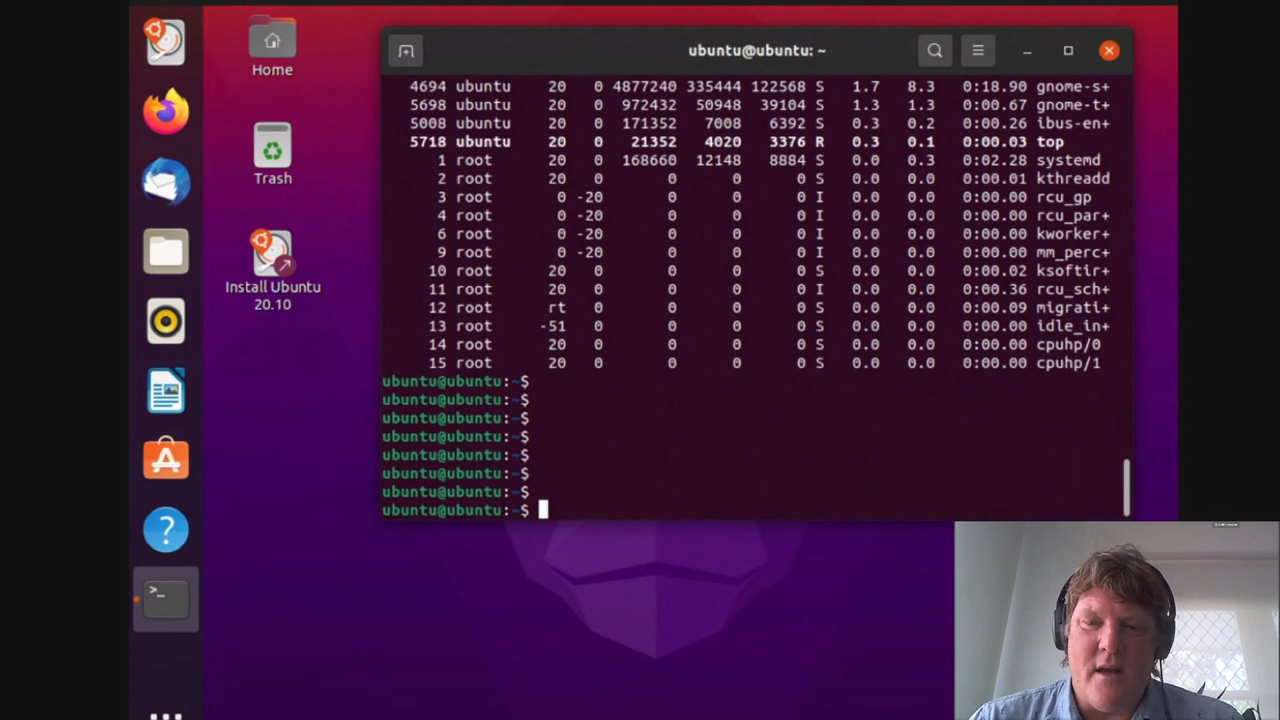 ubuntu@ubuntu: ~
Home
Trash
Install Ubuntu
20.10
4694 ubuntu 20 0 4877240 335444 122568 S 1.7 8.3 0:18.90 gnome-s+
5698 ubuntu 20 0 972432 50948 39104 S 1.3 1.3 0:00.67 gnome-t+
5008 ubuntu 20 0 171352 7008 6392 S 0.3 0.2 0:00.26 ibus-en+
5718 ubuntu 20 0 21352 4020 3376 R 0.3 0.1 0:00.03 top
1 root 20 0 168660 12148 8884 S 0.0 0.3 0:02.28 systemd
2 root 20 0 0 0 0 S 0.0 0.0 0:00.01 kthreadd
3 root 0 -20 0 0 0 I 0.0 0.0 0:00.00 rcu_gp
4 root 0 -20 0 0 0 I 0.0 0.0 0:00.00 rcu_par+
6 root 0 -20 0 0 0 I 0.0 0.0 0:00.00 kworker+
9 root 0 -20 0 0 0 I 0.0 0.0 0:00.00 mm_perc+
10 root 20 0 0 0 0 S 0.0 0.0 0:00.02 ksoftir+
11 root 20 0 0 0 0 I 0.0 0.0 0:00.36 rcu_sch+
12 root rt 0 0 0 0 S 0.0 0.0 0:00.09 migrati+
13 root -51 0 0 0 0 S 0.0 0.0 0:00.00 idle_in+
14 root 20 0 0 0 0 S 0.0 0.0 0:00.00 cpuhp/0
15 root 20 0 0 0 0 S 0.0 0.0 0:00.00 cpuhp/1
ubuntu@ubuntu:~$
ubuntu@ubuntu:~$
ubuntu@ubuntu:~$
ubuntu@ubuntu:~$
ubuntu@ubuntu:~$
ubuntu@ubuntu:~$
ubuntu@ubuntu:~$
ubuntu@ubuntu:~$